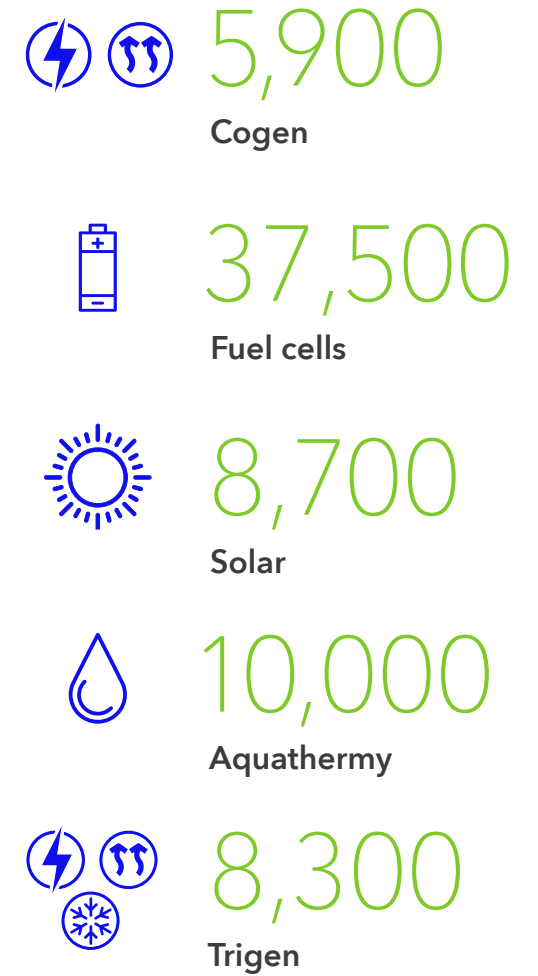 5,900
Cogen
37,500
Fuel cells
8,700
Solar
10,000
Aquathermy
8,300
Trigen